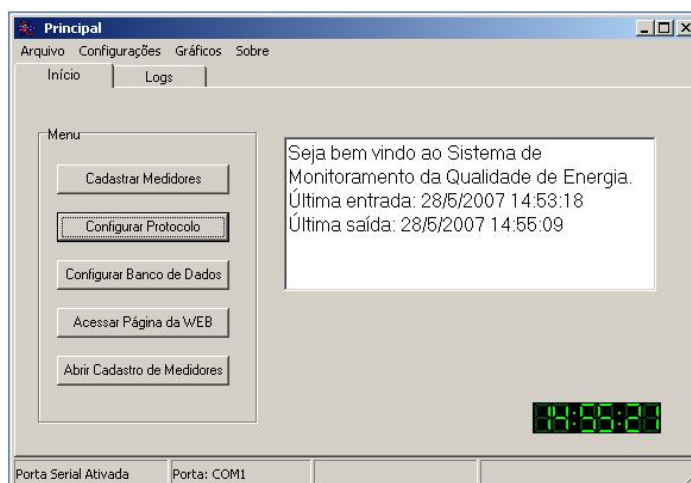 Principal
Arquivo Configurações Gráficos Sobre
Início Logs
Menu
Cadastrar Medidores
Configurar Protocolo
Configurar Banco de Dados
Acessar Página da WEB
Abrir Cadastro de Medidores
Seja bem vindo ao Sistema de
Monitoramento da Qualidade de Energia.
Última entrada: 28/5/2007 14:53:18
Última saída: 28/5/2007 14:55:09
14:55:21
Porta Serial Ativada Porta: COM1